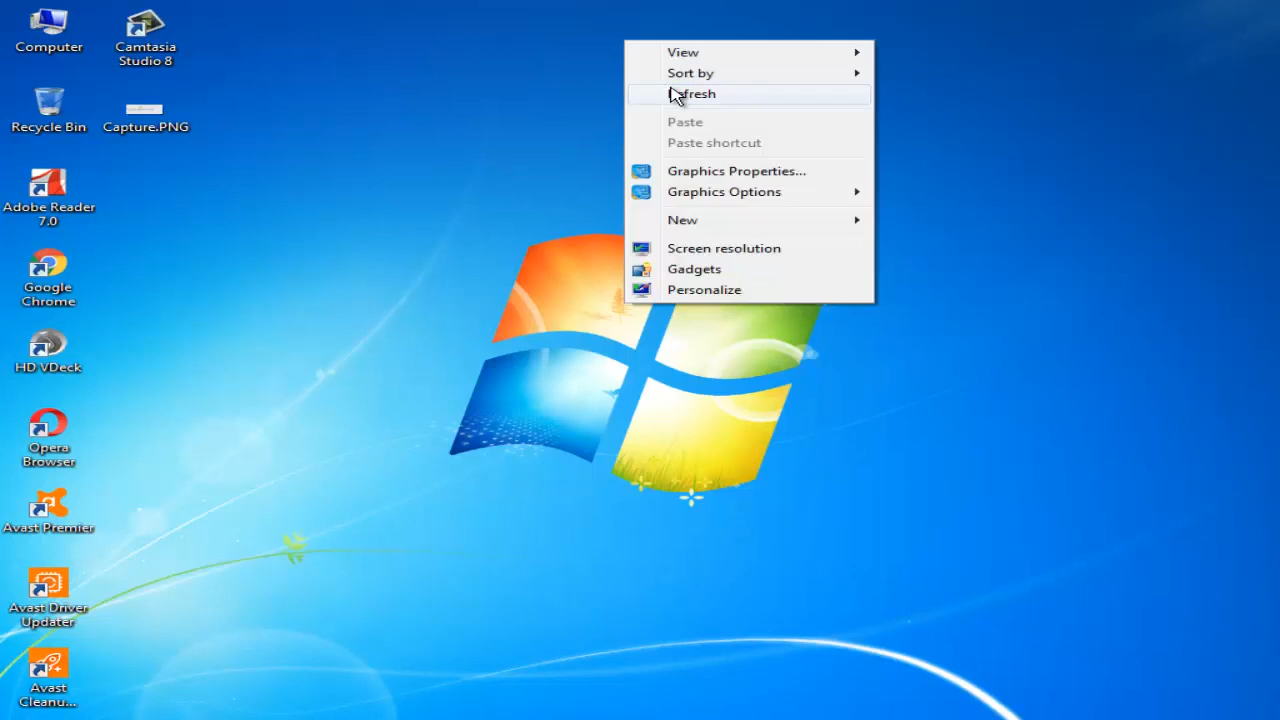 Computer
Recycle Bin
Adobe Reader
7.0
Google
Chrome
HD VDeck
Opera
Browser
Avast Premier
Avast Driver
Updater
Avast
Cleanu...
Camtasia
Studio 8
Capture.PNG
View
Sort by
Refresh
Paste
Paste shortcut
Graphics Properties...
Graphics Options
New
Screen resolution
Gadgets
Personalize